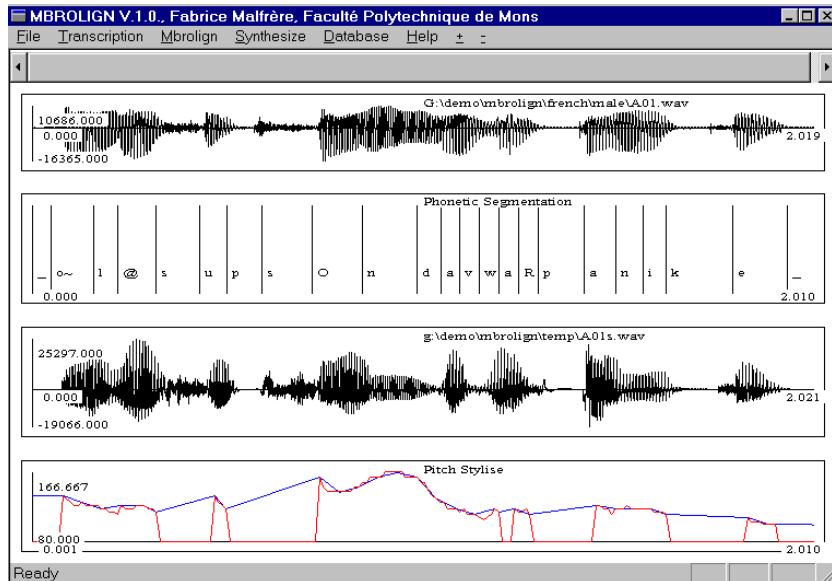 MBROLIGN V.1.0., Fabrice Malfrère, Faculté Polytechnique de Mons
File Transcription Mbrolign Synthesize Database Help + -
G:\demo\mbrolign\french\male\A01.wav
10686.000
0.000 2.019
-16365.000
Phonetic Segmentation
_ o~ l @ s u p s O n d a v w a R p a n i k e _
0.000 2.010
g:\demo\mbrolign\temp\A01s.wav
25297.000
0.000 2.021
-19066.000
Pitch Stylise
166.667
80.000
0.001 2.010
Ready